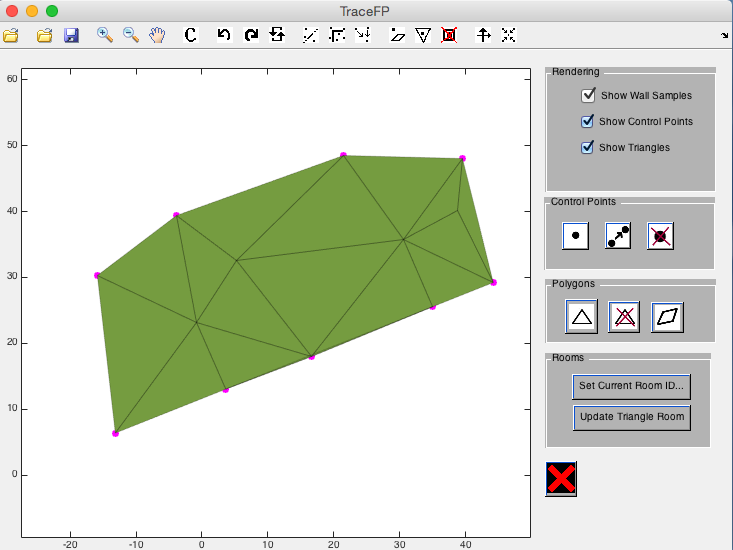 TraceFP
C
Rendering
Show Wall Samples
Show Control Points
Show Triangles
Control Points
Polygons
Rooms
Set Current Room ID...
Update Triangle Room
60
50
40
30
20
10
0
-20 -10 0 10 20 30 40